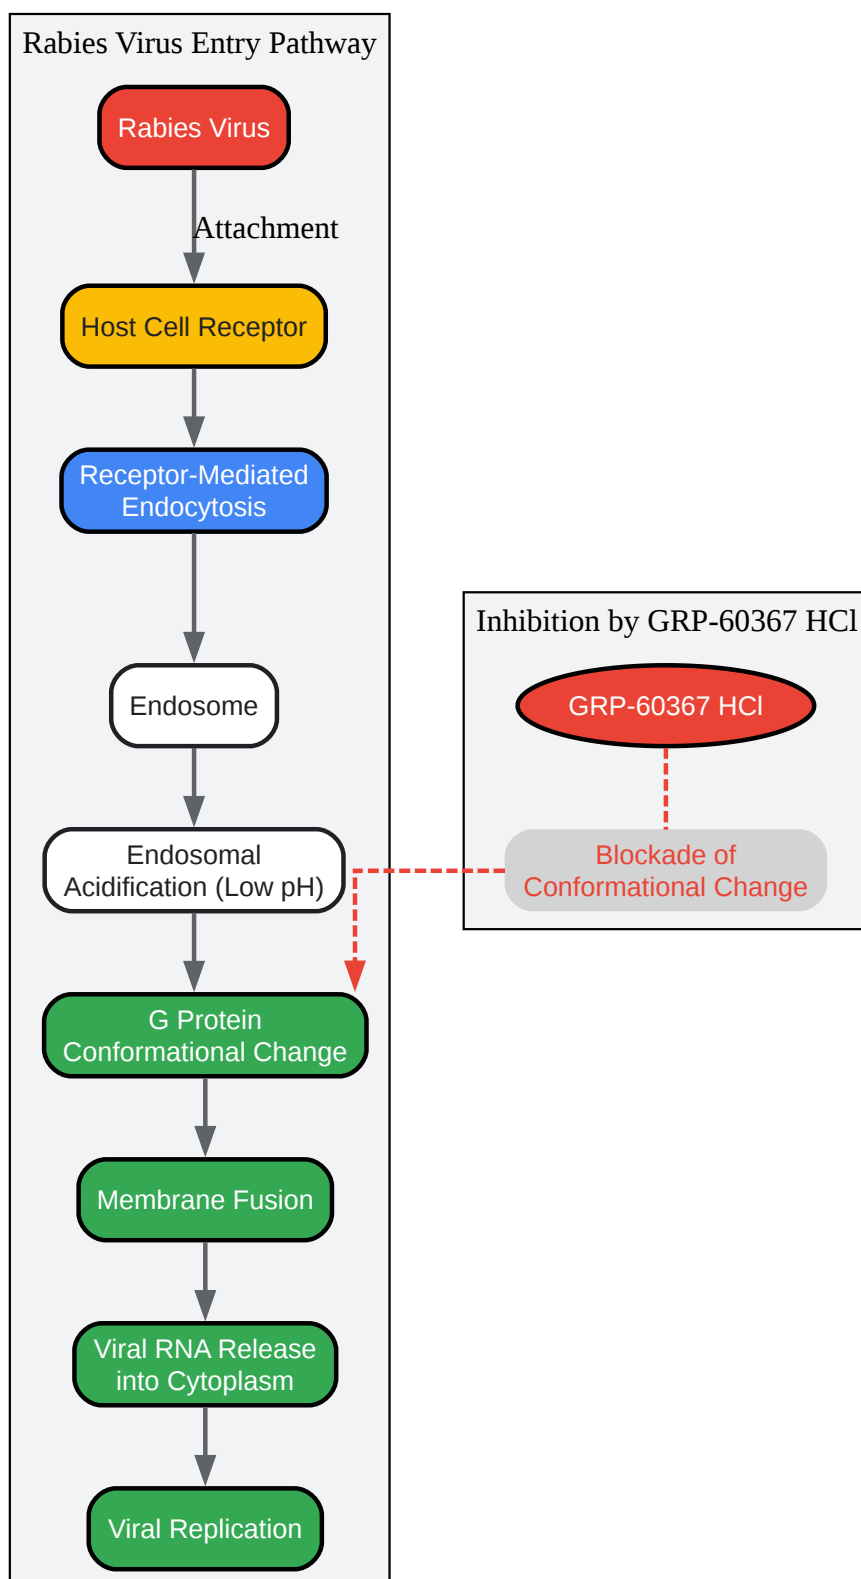 Rabies Virus Entry Pathway
Rabies Virus
Attachment
Host Cell Receptor
Receptor-Mediated
Endocytosis
Endosome
Endosomal
Acidification (Low pH)
G Protein
Conformational Change
Membrane Fusion
Viral RNA Release
into Cytoplasm
Viral Replication
Inhibition by GRP-60367 HCl
GRP-60367 HCl
Blockade of
Conformational Change